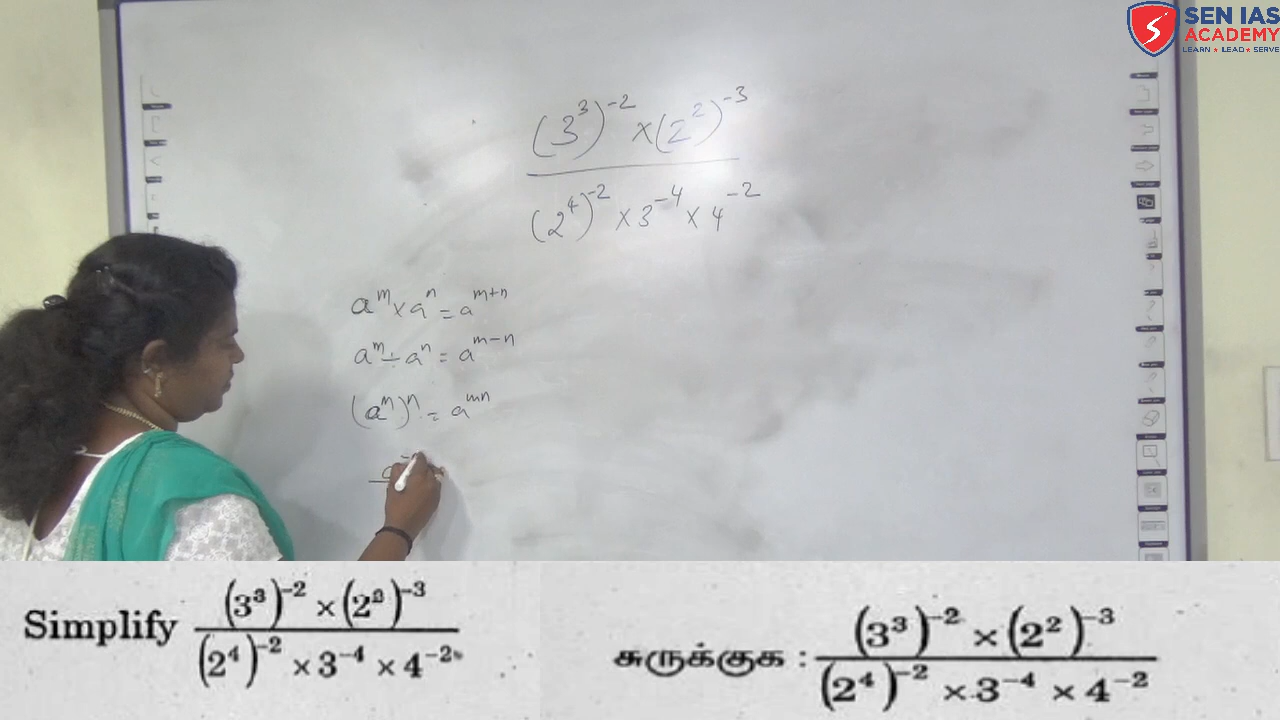 SEN IAS
ACADEMY
LEARN ★ LEAD ★ SERVE
(3³)⁻² × (2²)⁻³
(2⁴)⁻² × 3⁻⁴ × 4⁻²
aᵐ × aⁿ = aᵐ⁺ⁿ
aᵐ ÷ aⁿ = aᵐ⁻ⁿ
(aᵐ)ⁿ = aᵐⁿ
a
Simplify (3³)⁻² × (2²)⁻³
(2⁴)⁻² × 3⁻⁴ × 4⁻²
சுருக்குக : (3³)⁻² × (2²)⁻³
(2⁴)⁻² × 3⁻⁴ × 4⁻²